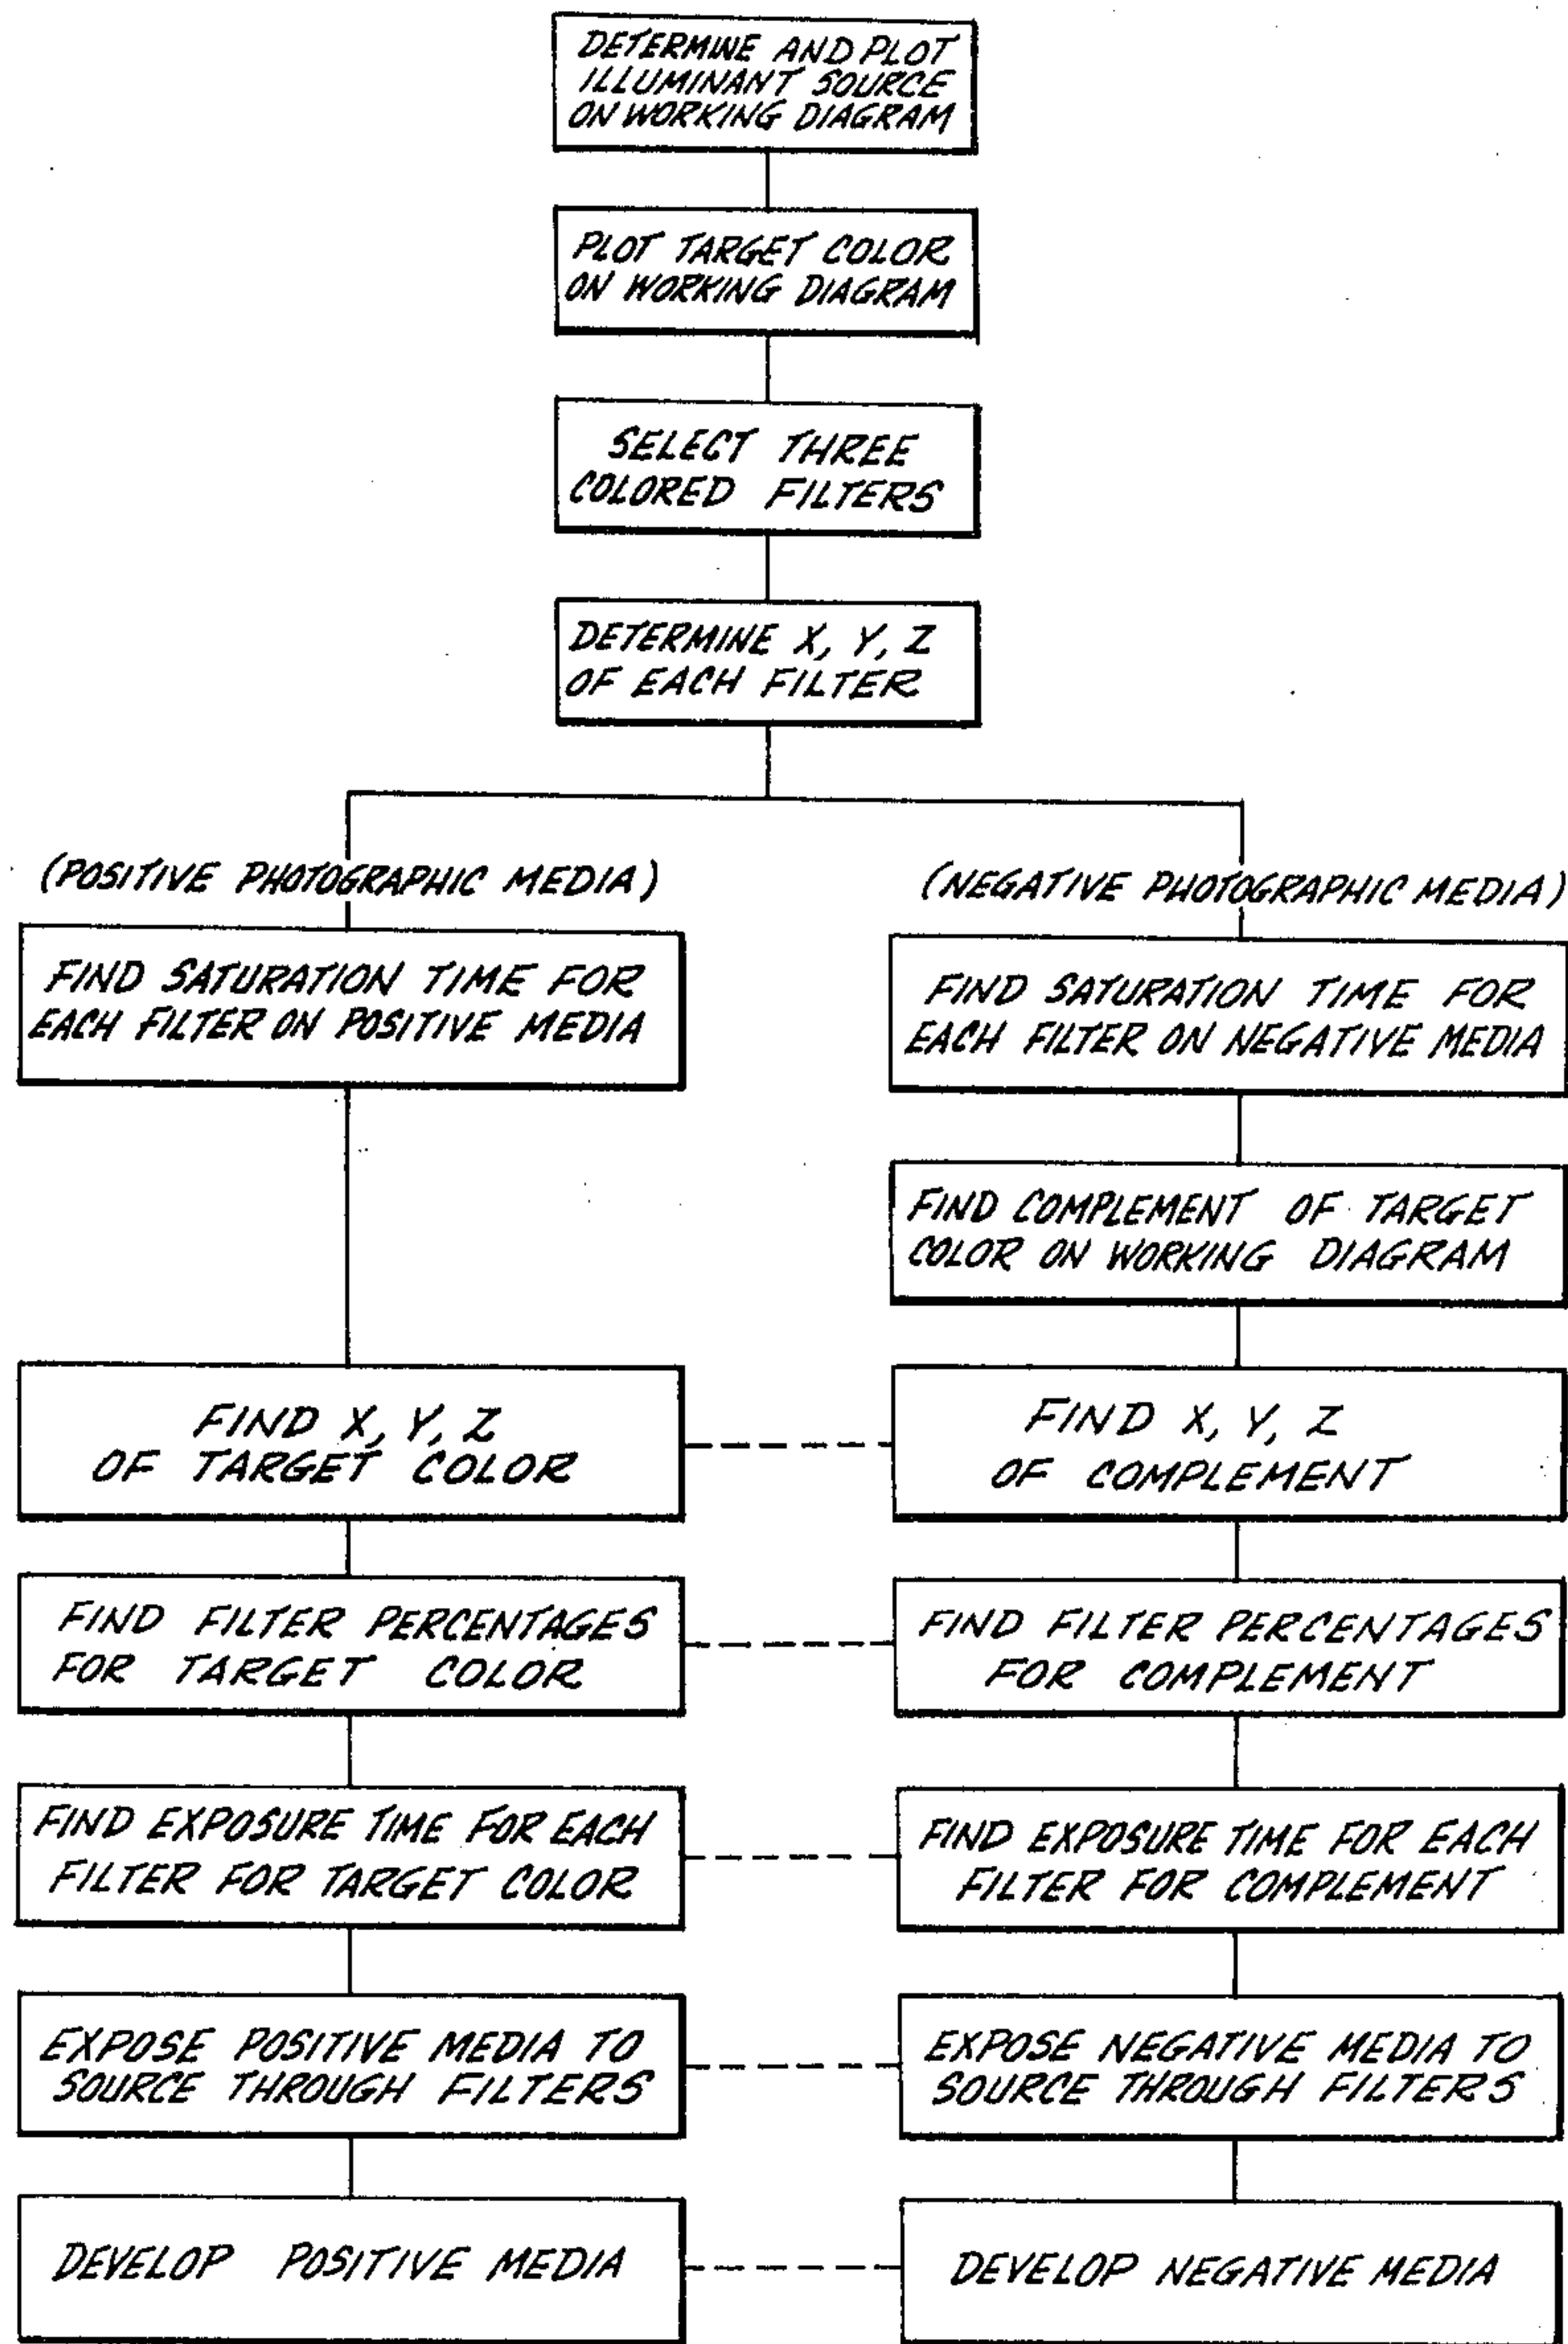 DETERMINE AND PLOT
ILLUMINANT SOURCE
ON WORKING DIAGRAM
PLOT TARGET COLOR
ON WORKING DIAGRAM
SELECT THREE
COLORED FILTERS
DETERMINE X, Y, Z
OF EACH FILTER
(POSITIVE PHOTOGRAPHIC MEDIA)
FIND SATURATION TIME FOR
EACH FILTER ON POSITIVE MEDIA
FIND X, Y, Z
OF TARGET COLOR
FIND FILTER PERCENTAGES
FOR TARGET COLOR
FIND EXPOSURE TIME FOR EACH
FILTER FOR TARGET COLOR
EXPOSE POSITIVE MEDIA TO
SOURCE THROUGH FILTERS
DEVELOP POSITIVE MEDIA
(NEGATIVE PHOTOGRAPHIC MEDIA)
FIND SATURATION TIME FOR
EACH FILTER ON NEGATIVE MEDIA
FIND COMPLEMENT OF TARGET
COLOR ON WORKING DIAGRAM
FIND X, Y, Z
OF COMPLEMENT
FIND FILTER PERCENTAGES
FOR COMPLEMENT
FIND EXPOSURE TIME FOR EACH
FILTER FOR COMPLEMENT
EXPOSE NEGATIVE MEDIA TO
SOURCE THROUGH FILTERS
DEVELOP NEGATIVE MEDIA